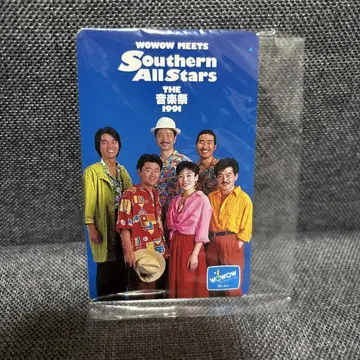 WOWOW MEETS
Southern
All Stars
THE
音楽祭
1991
WOWOW